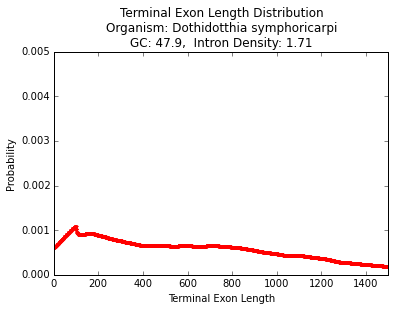 Terminal Exon Length Distribution
Organism: Dothidotthia symphoricarpi
GC: 47.9,  Intron Density: 1.71
0.005
0.004
0.003
0.002
0.001
0.000
Probability
0 200 400 600 800 1000 1200 1400
Terminal Exon Length